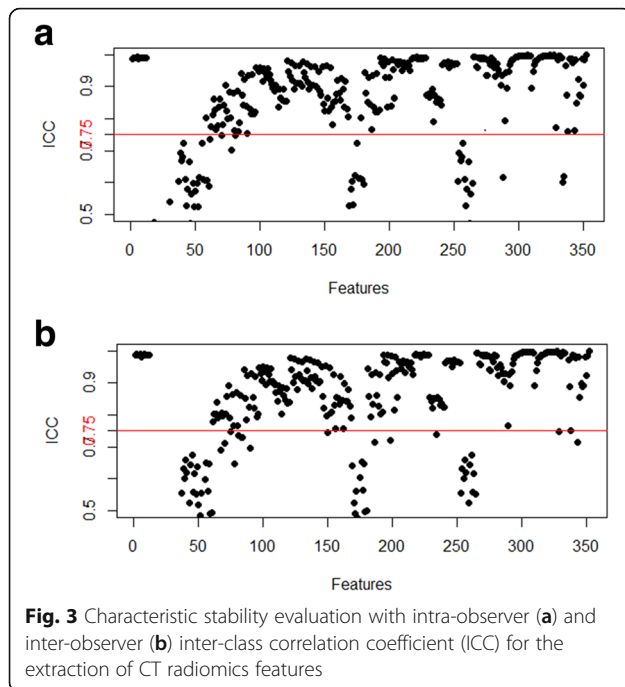 a
ICC
0.5
0.7
0.75
0.9
0 50 100 150 200 250 300 350
Features
b
ICC
0.5
0.7
0.75
0.9
0 50 100 150 200 250 300 350
Features
Fig. 3 Characteristic stability evaluation with intra-observer (a) and
inter-observer (b) inter-class correlation coefficient (ICC) for the
extraction of CT radiomics features